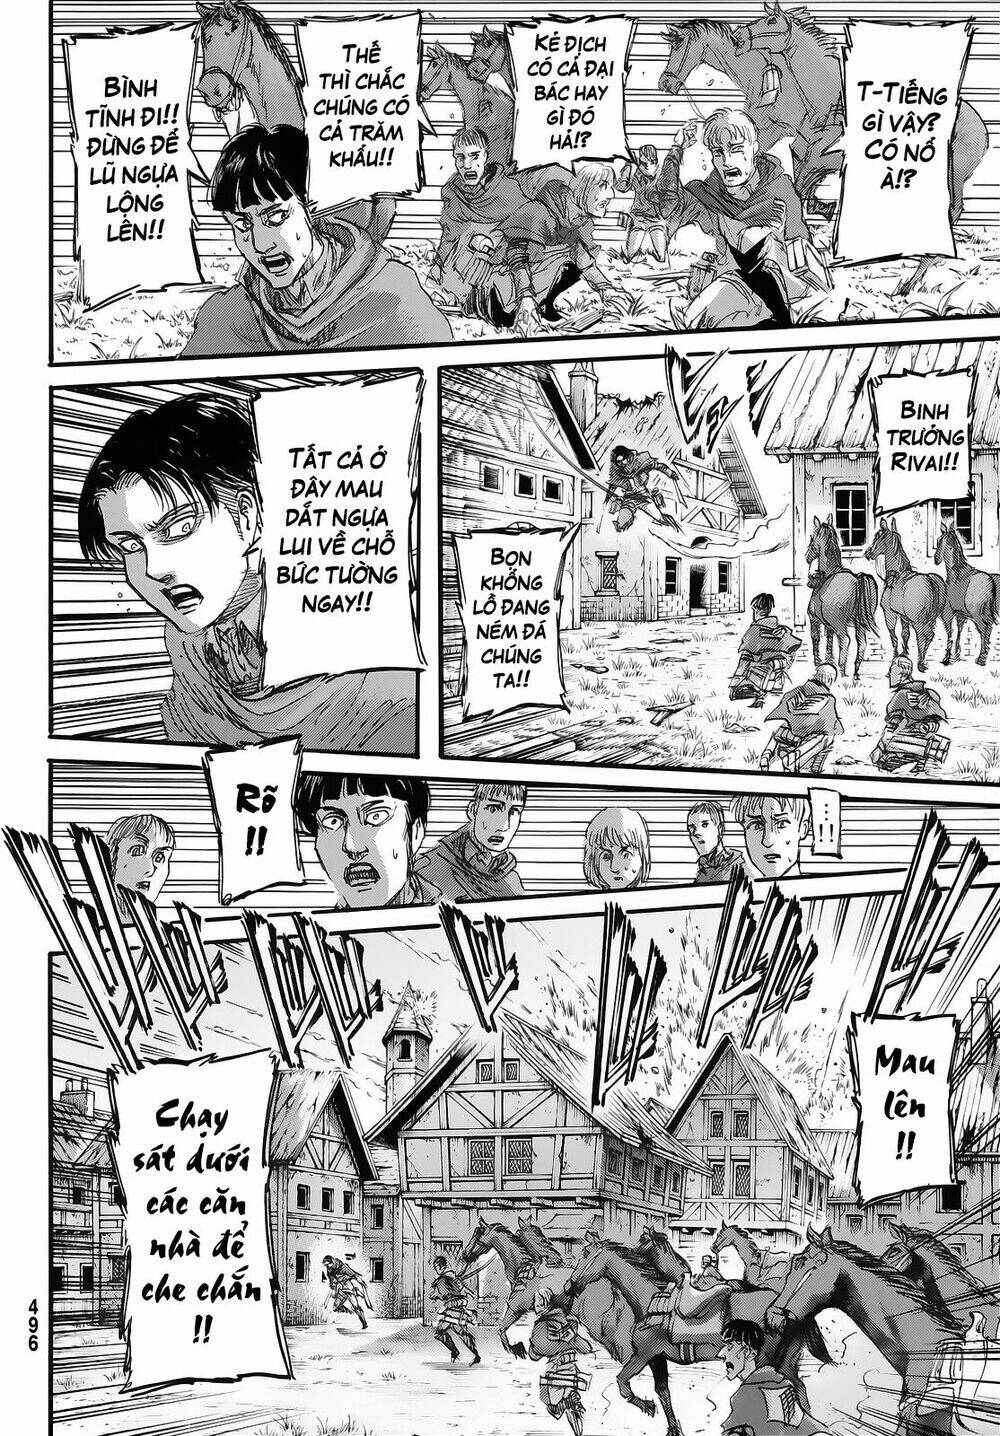 T-TIẾNG
GÌ VẬY?
CÓ NỔ
À!?
KẺ ĐỊCH
CÓ CẢ ĐẠI
BÁC HAY
GÌ ĐÓ
HẢ!?
THẾ
THÌ CHẮC
CHÚNG CÓ
CẢ TRĂM
KHẨU!!
BÌNH
TĨNH ĐI!!
ĐỪNG ĐỂ
LŨ NGỰA
LỘNG
LÊN!!
BINH
TRƯỞNG
RIVAI!!
BỌN
KHỔNG
LỒ ĐANG
NÉM ĐÁ
CHÚNG
TA!!
TẤT CẢ Ở
ĐÂY MAU
DẮT NGỰA
LUI VỀ CHỖ
BỨC TƯỜNG
NGAY!!
......
RÕ
!!
Mau
lên
!!
Chạy
sát dưới
các căn
nhà để
che chắn
!!
496